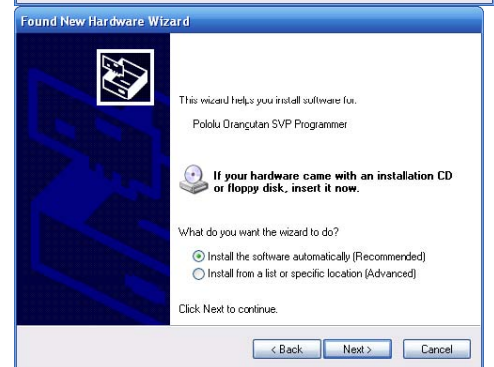 Found New Hardware Wizard
This wizard helps you install software for:
Pololu Orangutan SVP Programmer
If your hardware came with an installation CD
or floppy disk, insert it now.
What do you want the wizard to do?
Install the software automatically (Recommended)
Install from a list or specific location (Advanced)
Click Next to continue.
< Back Next > Cancel